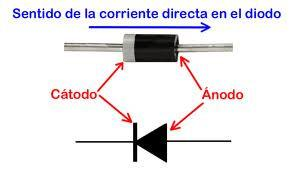 Sentido de la corriente directa en el diodo
Cátodo
Ánodo